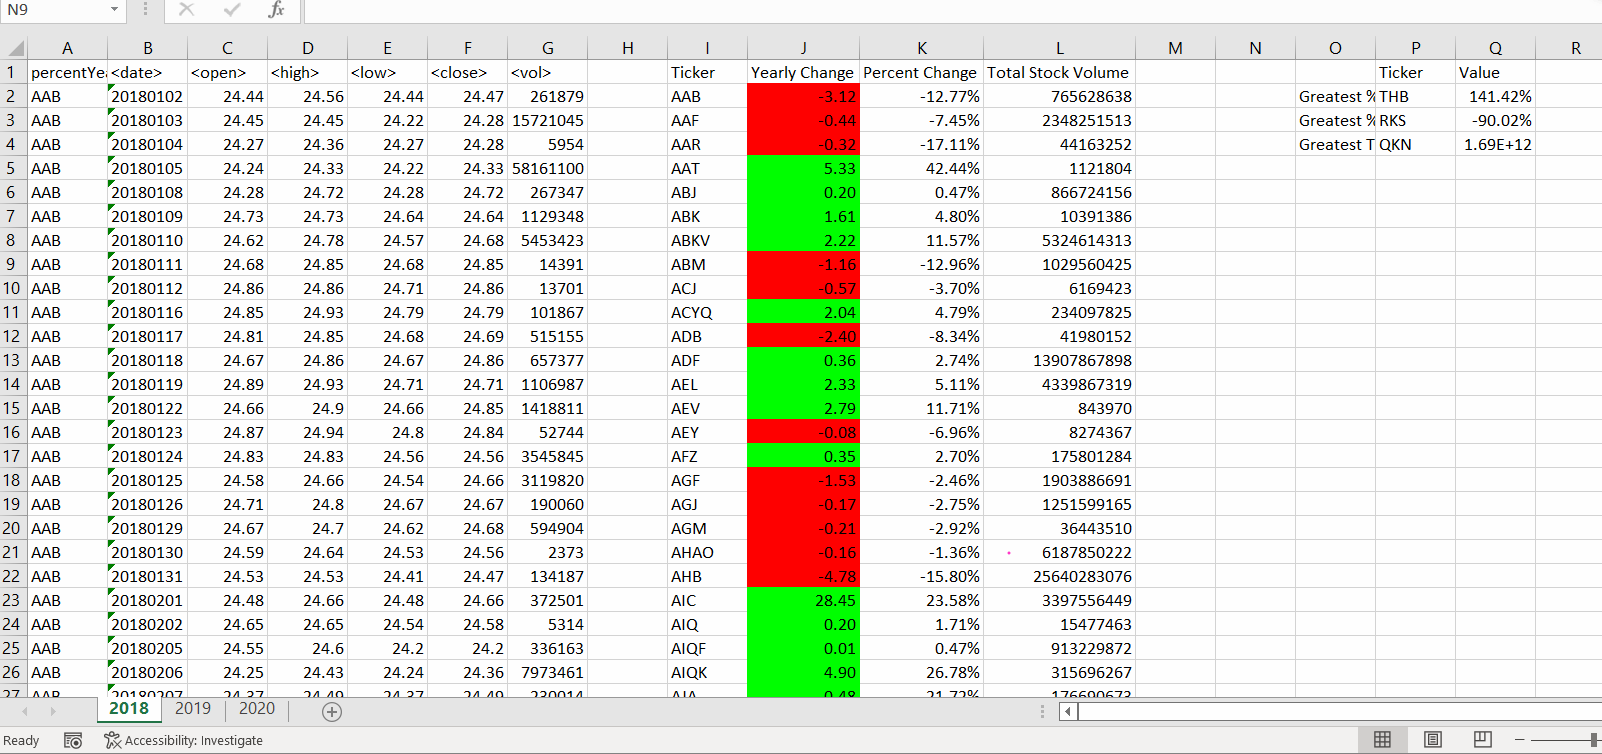 N9 fx
A B C D E F G H I J K L M N O P Q R
1 percentYea <date> <open> <high> <low> <close> <vol> Ticker Yearly Change Percent Change Total Stock Volume Ticker Value
2 AAB 20180102 24.44 24.56 24.44 24.47 261879 AAB -3.12 -12.77% 765628638 Greatest % THB 141.42%
3 AAB 20180103 24.45 24.45 24.22 24.28 15721045 AAF -0.44 -7.45% 2348251513 Greatest % RKS -90.02%
4 AAB 20180104 24.27 24.36 24.27 24.28 5954 AAR -0.32 -17.11% 44163252 Greatest T QKN 1.69E+12
5 AAB 20180105 24.24 24.33 24.22 24.33 58161100 AAT 5.33 42.44% 1121804
6 AAB 20180108 24.28 24.72 24.28 24.72 267347 ABJ 0.20 0.47% 866724156
7 AAB 20180109 24.73 24.73 24.64 24.64 1129348 ABK 1.61 4.80% 10391386
8 AAB 20180110 24.62 24.78 24.57 24.68 5453423 ABKV 2.22 11.57% 5324614313
9 AAB 20180111 24.68 24.85 24.68 24.85 14391 ABM -1.16 -12.96% 1029560425
10 AAB 20180112 24.86 24.86 24.71 24.86 13701 ACJ -0.57 -3.70% 6169423
11 AAB 20180116 24.85 24.93 24.79 24.79 101867 ACYQ 2.04 4.79% 234097825
12 AAB 20180117 24.81 24.85 24.68 24.69 515155 ADB -2.40 -8.34% 41980152
13 AAB 20180118 24.67 24.86 24.67 24.86 657377 ADF 0.36 2.74% 13907867898
14 AAB 20180119 24.89 24.93 24.71 24.71 1106987 AEL 2.33 5.11% 4339867319
15 AAB 20180122 24.66 24.9 24.66 24.85 1418811 AEV 2.79 11.71% 843970
16 AAB 20180123 24.87 24.94 24.8 24.84 52744 AEY -0.08 -6.96% 8274367
17 AAB 20180124 24.83 24.83 24.56 24.56 3545845 AFZ 0.35 2.70% 175801284
18 AAB 20180125 24.58 24.66 24.54 24.66 3119820 AGF -1.53 -2.46% 1903886691
19 AAB 20180126 24.71 24.8 24.67 24.67 190060 AGJ -0.17 -2.75% 1251599165
20 AAB 20180129 24.67 24.7 24.62 24.68 594904 AGM -0.21 -2.92% 36443510
21 AAB 20180130 24.59 24.64 24.53 24.56 2373 AHAO -0.16 -1.36% 6187850222
22 AAB 20180131 24.53 24.53 24.41 24.47 134187 AHB -4.78 -15.80% 25640283076
23 AAB 20180201 24.48 24.66 24.48 24.66 372501 AIC 28.45 23.58% 3397556449
24 AAB 20180202 24.65 24.65 24.54 24.58 5314 AIQ 0.20 1.71% 15477463
25 AAB 20180205 24.55 24.6 24.2 24.2 336163 AIQF 0.01 0.47% 913229872
26 AAB 20180206 24.25 24.43 24.24 24.36 7973461 AIQK 4.90 26.78% 315696267
27 AAB 20180207 24.37 24.49 24.37 24.49 230014 AJA 0.48 21.72% 176690673
2018 2019 2020
Ready Accessibility: Investigate